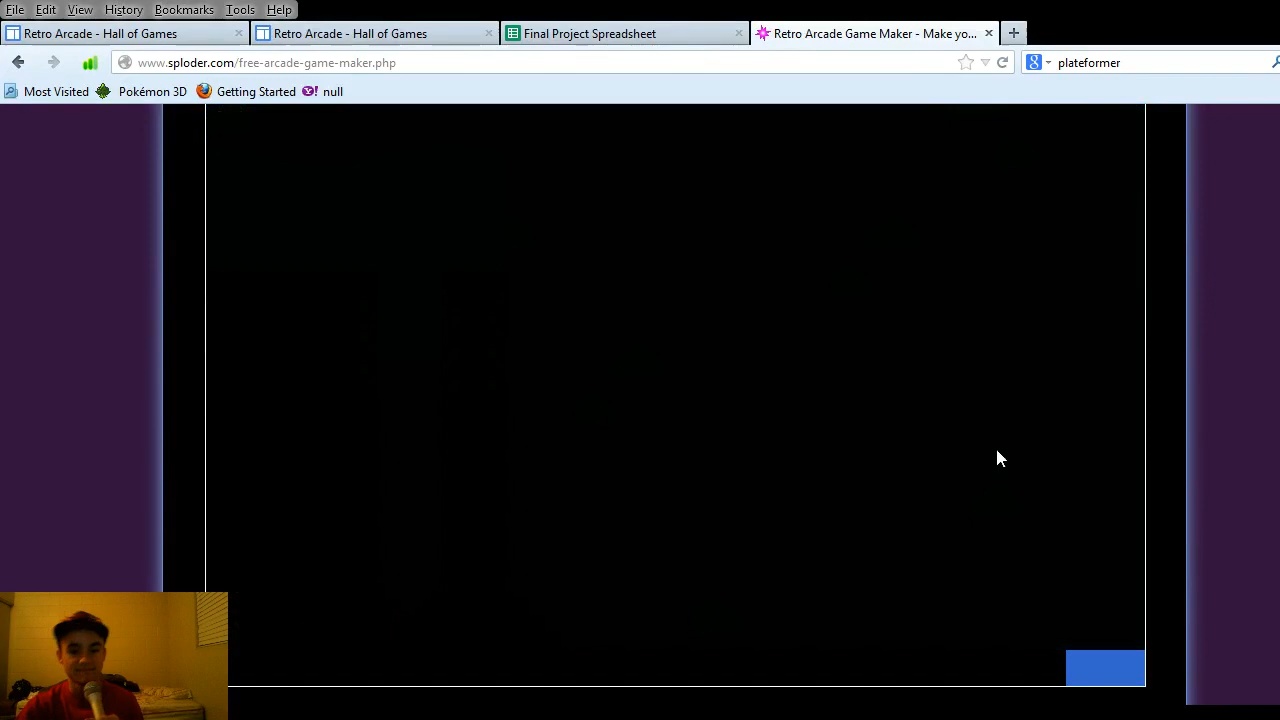 File Edit View History Bookmarks Tools Help
Retro Arcade - Hall of Games Retro Arcade - Hall of Games Final Project Spreadsheet Retro Arcade Game Maker - Make yo...
www.sploder.com/free-arcade-game-maker.php plateformer
Most Visited Pokémon 3D Getting Started null